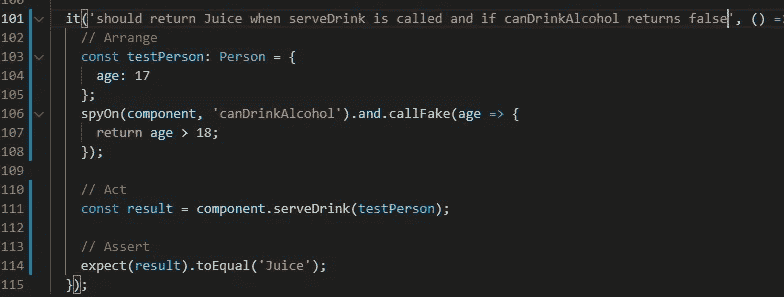 101 it('should return Juice when serveDrink is called and if canDrinkAlcohol returns false', () =>
102 // Arrange
103 const testPerson: Person = {
104 age: 17
105 };
106 spyOn(component, 'canDrinkAlcohol').and.callFake(age => {
107 return age > 18;
108 });
109
110 // Act
111 const result = component.serveDrink(testPerson);
112
113 // Assert
114 expect(result).toEqual('Juice');
115 });